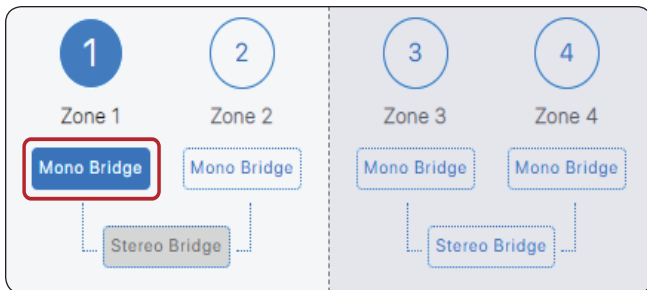 1 2 3 4
Zone 1 Zone 2 Zone 3 Zone 4
Mono Bridge Mono Bridge Mono Bridge Mono Bridge
Stereo Bridge Stereo Bridge